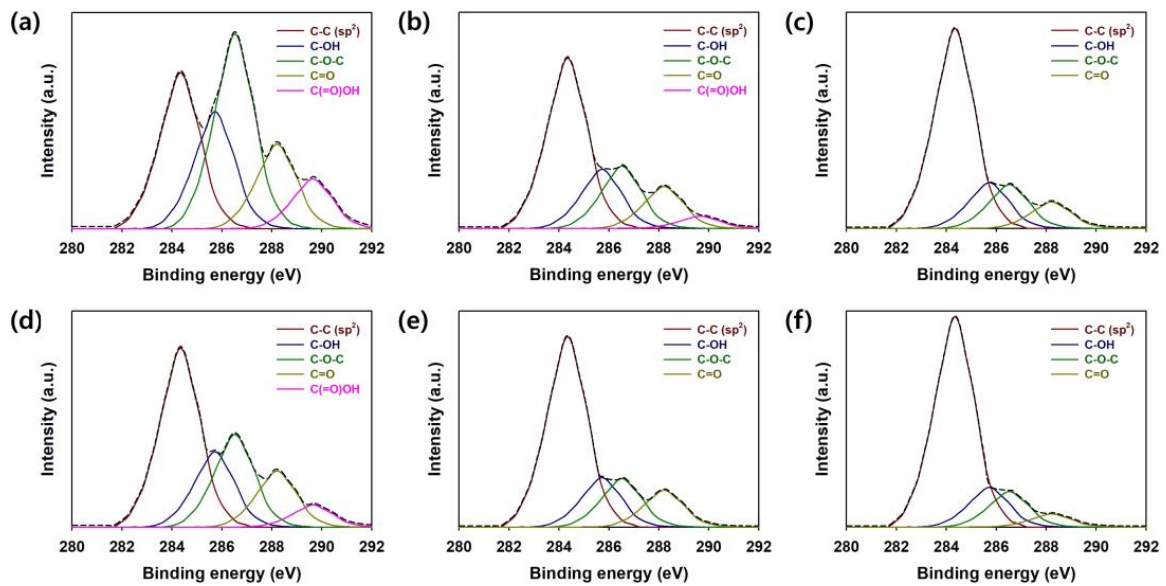 (a)
Intensity (a.u.)
C-C (sp²)
C-OH
C-O-C
C=O
C(=O)OH
280 282 284 286 288 290 292
Binding energy (eV)
(b)
Intensity (a.u.)
C-C (sp²)
C-OH
C-O-C
C=O
C(=O)OH
280 282 284 286 288 290 292
Binding energy (eV)
(c)
Intensity (a.u.)
C-C (sp²)
C-OH
C-O-C
C=O
280 282 284 286 288 290 292
Binding energy (eV)
(d)
Intensity (a.u.)
C-C (sp²)
C-OH
C-O-C
C=O
C(=O)OH
280 282 284 286 288 290 292
Binding energy (eV)
(e)
Intensity (a.u.)
C-C (sp²)
C-OH
C-O-C
C=O
280 282 284 286 288 290 292
Binding energy (eV)
(f)
Intensity (a.u.)
C-C (sp²)
C-OH
C-O-C
C=O
280 282 284 286 288 290 292
Binding energy (eV)